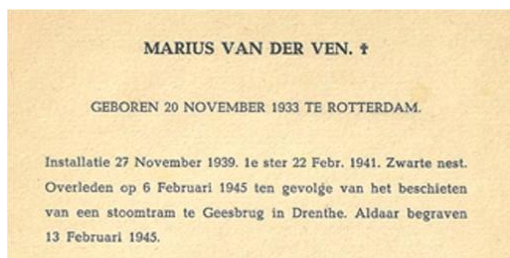 MARIUS VAN DER VEN. ✝
GEBOREN 20 NOVEMBER 1933 TE ROTTERDAM.
Installatie 27 November 1939. 1e ster 22 Febr. 1941. Zwarte nest.
Overleden op 6 Februari 1945 ten gevolge van het beschieten
van een stoomtram te Geesbrug in Drenthe. Aldaar begraven
13 Februari 1945.